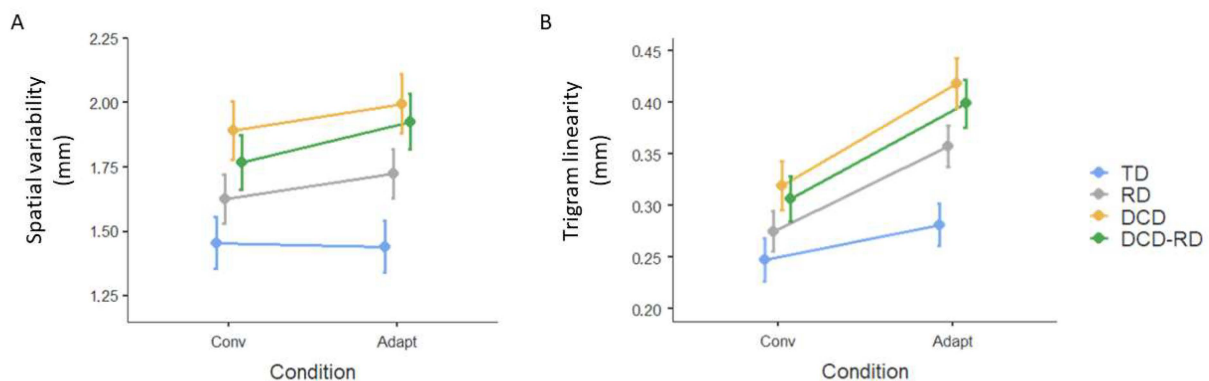 A
Spatial variability
(mm)
2.25
2.00
1.75
1.50
1.25
Conv
Adapt
Condition
B
Trigram linearity
(mm)
0.45
0.40
0.35
0.30
0.25
0.20
Conv
Adapt
Condition
TD
RD
DCD
DCD-RD